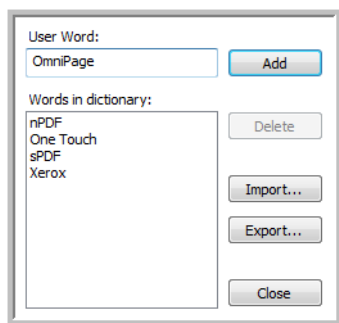 User Word:
OmniPage
Add
Words in dictionary:
nPDF
One Touch
sPDF
Xerox
Delete
Import...
Export...
Close